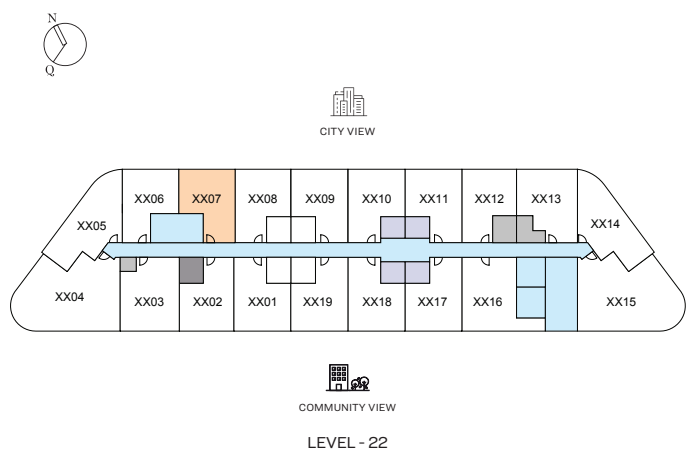 N
Q
CITY VIEW
XX05 XX06 XX07 XX08 XX09 XX10 XX11 XX12 XX13 XX14
XX04 XX03 XX02 XX01 XX19 XX18 XX17 XX16 XX15
COMMUNITY VIEW
LEVEL - 22